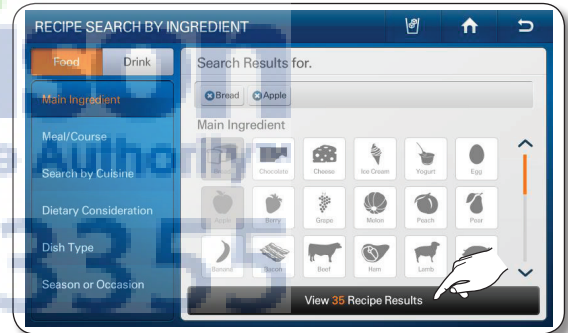 RECIPE SEARCH BY INGREDIENT
Food Drink
Search Results for.
Main Ingredient
Bread Apple
Meal/Course
Main Ingredient
Search by Cuisine
Chocolate Cheese Ice Cream Yogurt Egg
Dietary Consideration
Apple Berry Grape Melon Peach Pear
Dish Type
Banana Bacon Beef Ham Lamb
Season or Occasion
View 35 Recipe Results